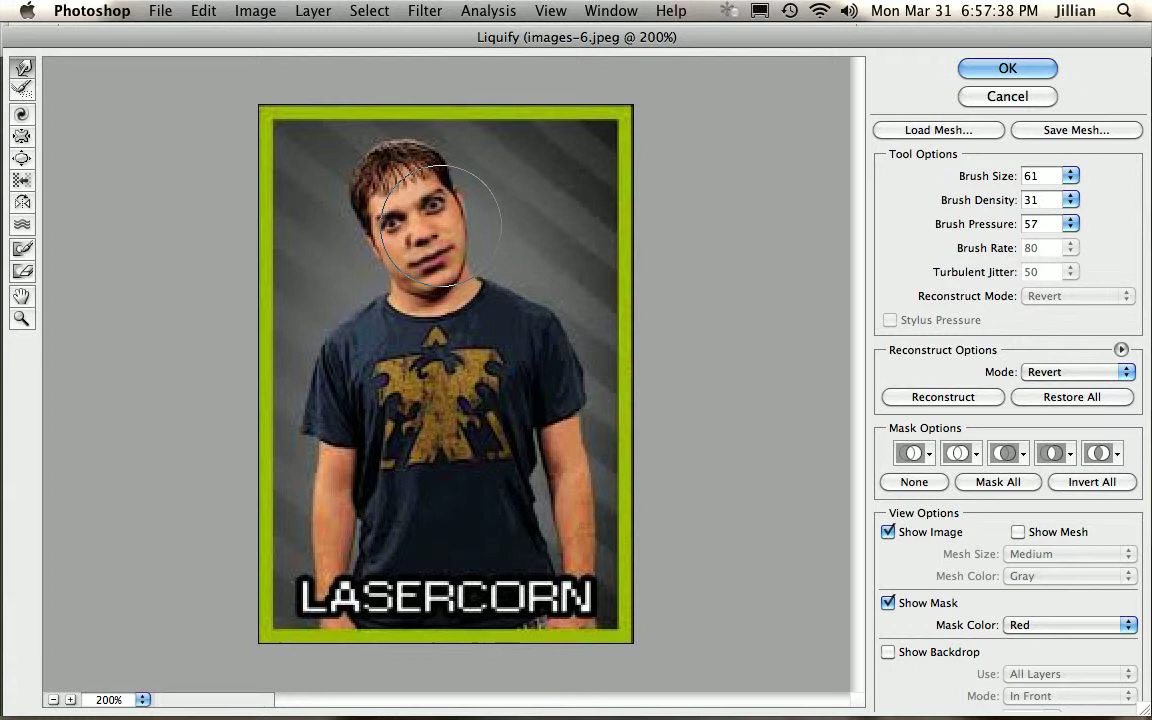 Photoshop File Edit Image Layer Select Filter Analysis View Window Help Mon Mar 31 6:57:38 PM Jillian
Liquify (images-6.jpeg @ 200%)
OK
Cancel
Load Mesh... Save Mesh...
Tool Options
Brush Size: 61
Brush Density: 31
Brush Pressure: 57
Brush Rate: 80
Turbulent Jitter: 50
Reconstruct Mode: Revert
Stylus Pressure
Reconstruct Options
Mode: Revert
Reconstruct Restore All
Mask Options
None Mask All Invert All
View Options
Show Image Show Mesh
Mesh Size: Medium
Mesh Color: Gray
Show Mask
Mask Color: Red
Show Backdrop
Use: All Layers
Mode: In Front
LASERCORN
200%